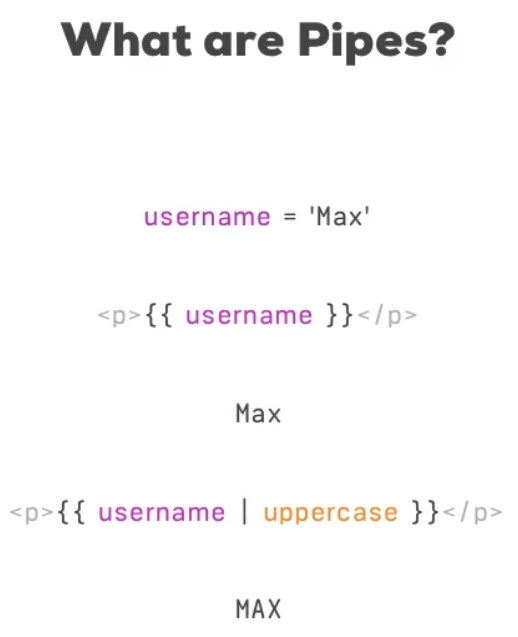 What are Pipes?
username = 'Max'
<p>{{ username }}</p>
Max
<p>{{ username | uppercase }}</p>
MAX